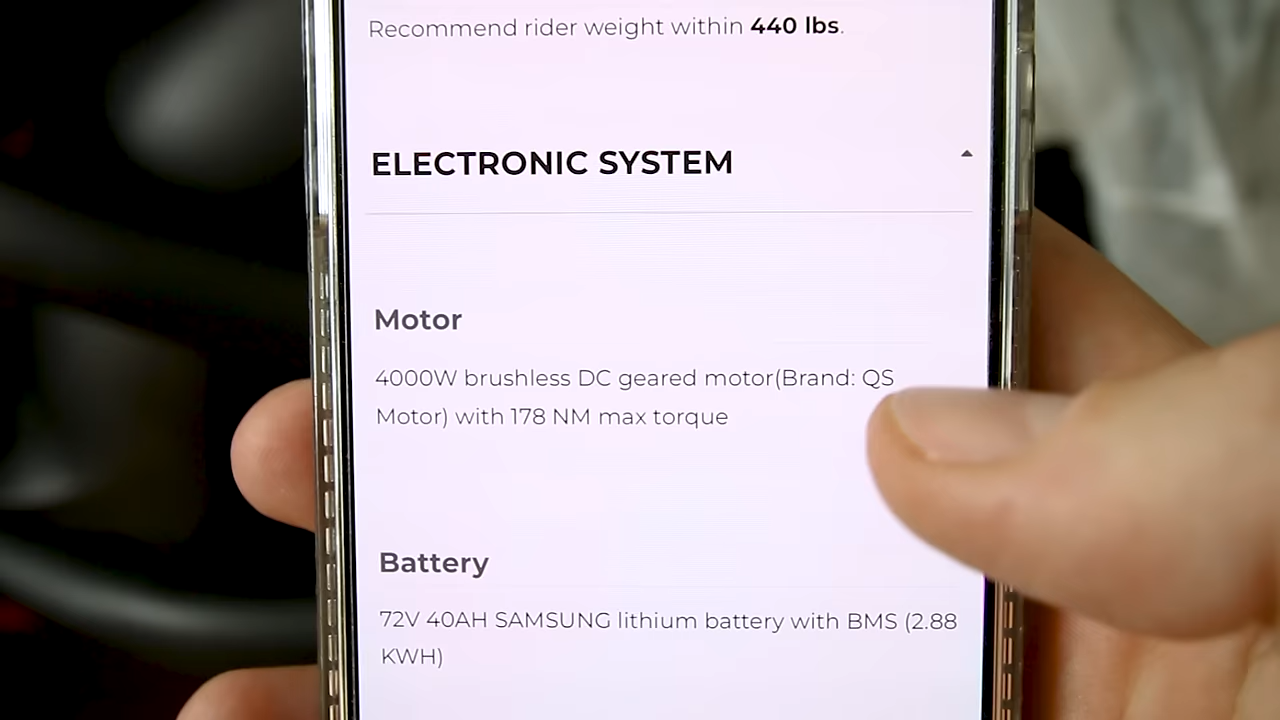 Recommend rider weight within 440 lbs.
ELECTRONIC SYSTEM
Motor
4000W brushless DC geared motor(Brand: QS
Motor) with 178 NM max torque
Battery
72V 40AH SAMSUNG lithium battery with BMS (2.88
KWH)